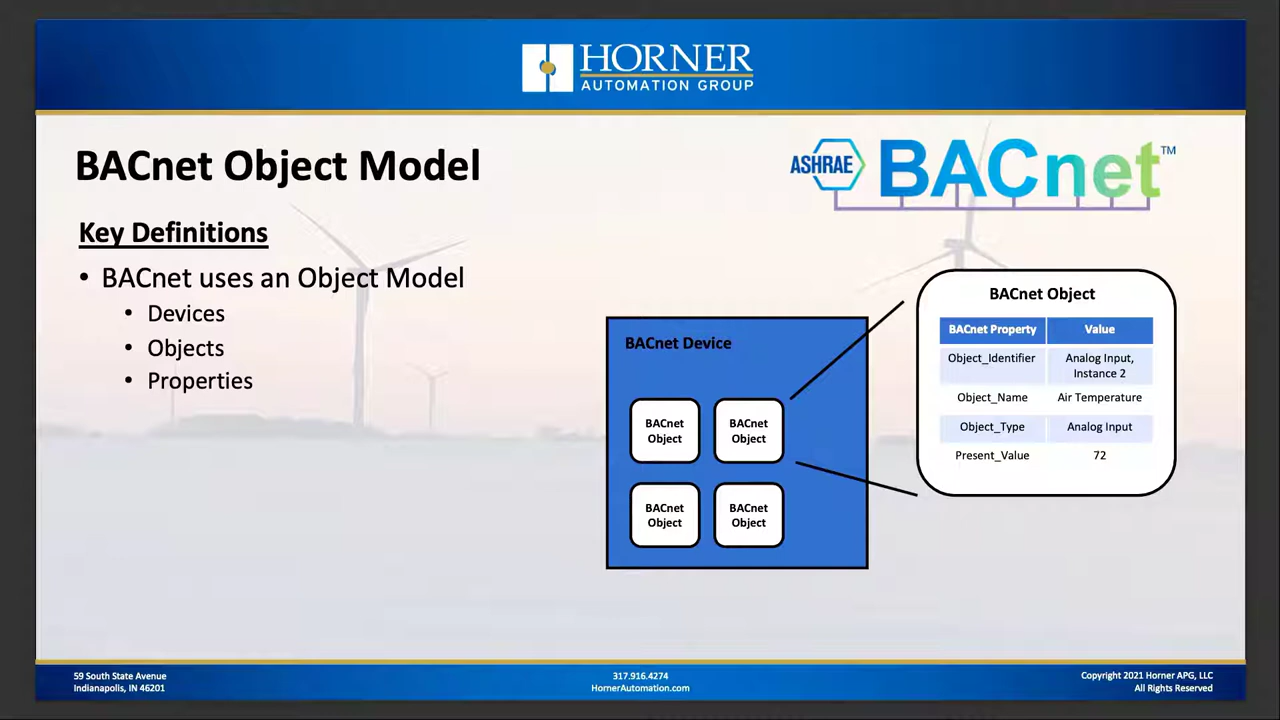 HORNER
AUTOMATION GROUP
BACnet Object Model
ASHRAE BACnet™
Key Definitions
• BACnet uses an Object Model
• Devices
• Objects
• Properties
BACnet Device
BACnet
Object
BACnet
Object
BACnet
Object
BACnet
Object
BACnet Object
BACnet Property Value
Object_Identifier Analog Input,
Instance 2
Object_Name Air Temperature
Object_Type Analog Input
Present_Value 72
59 South State Avenue
Indianapolis, IN 46201
317.916.4274
HornerAutomation.com
Copyright 2021 Horner APG, LLC
All Rights Reserved